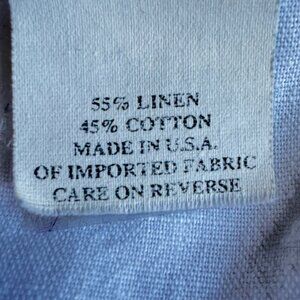 55% LINEN
45% COTTON
MADE IN U.S.A.
OF IMPORTED FABRIC
CARE ON REVERSE